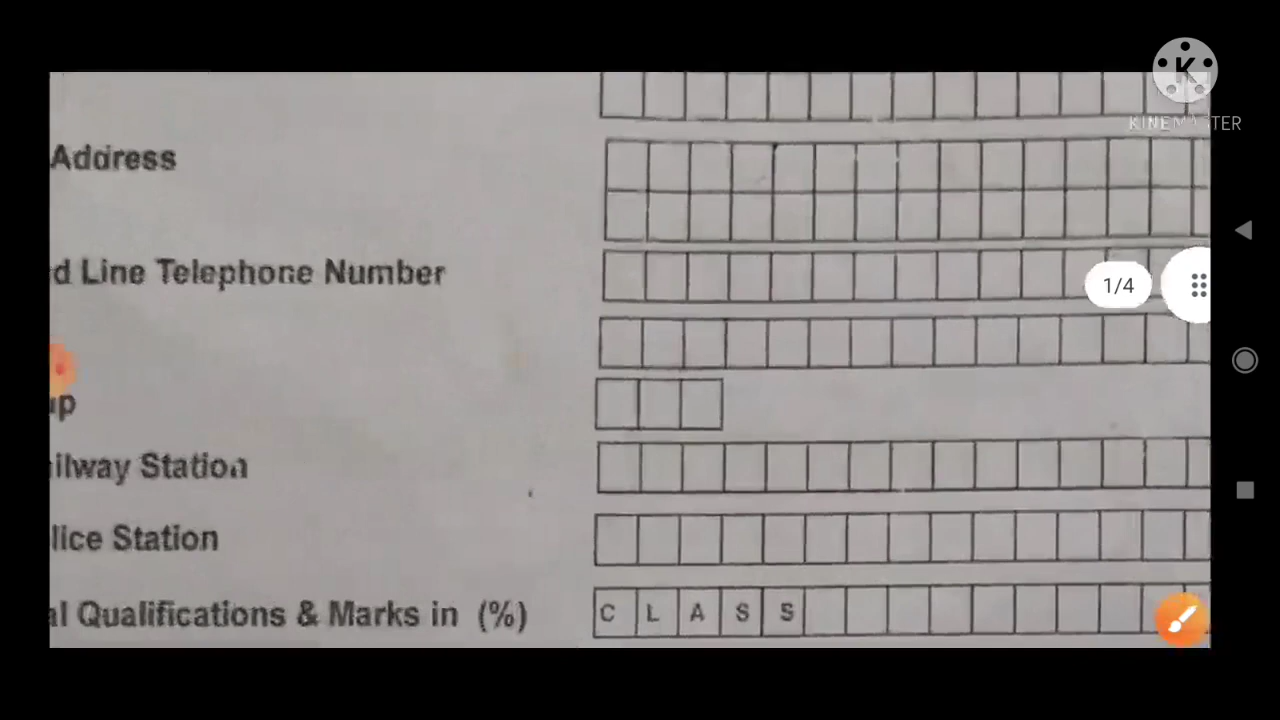 K
KINEMASTER
Address
d Line Telephone Number
1/4
up
ilway Station
lice Station
al Qualifications & Marks in (%) C L A S S